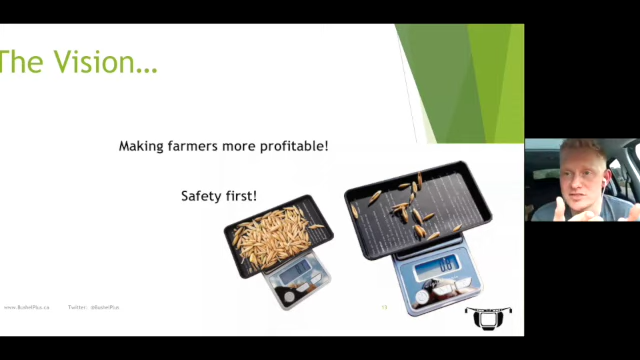 The Vision...
Making farmers more profitable!
Safety first!
www.BushelPlus.ca Twitter: @BushelPlus